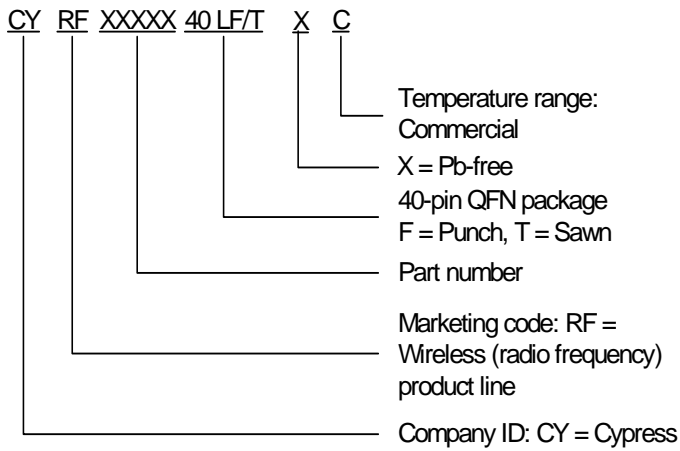 CY RF XXXXX 40 LF/T X C
Temperature range:
Commercial
X = Pb-free
40-pin QFN package
F = Punch, T = Sawn
Part number
Marketing code: RF =
Wireless (radio frequency)
product line
Company ID: CY = Cypress